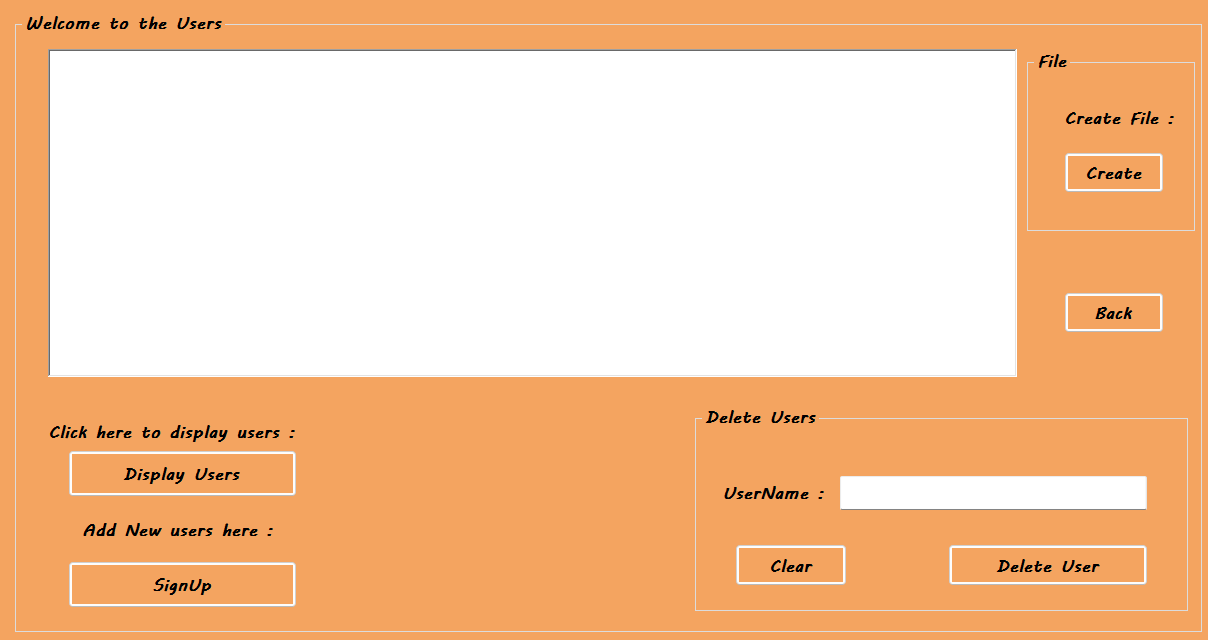 Welcome to the Users
File
Create File :
Create
Back
Click here to display users :
Display Users
Add New users here :
SignUp
Delete Users
UserName :
Clear
Delete User